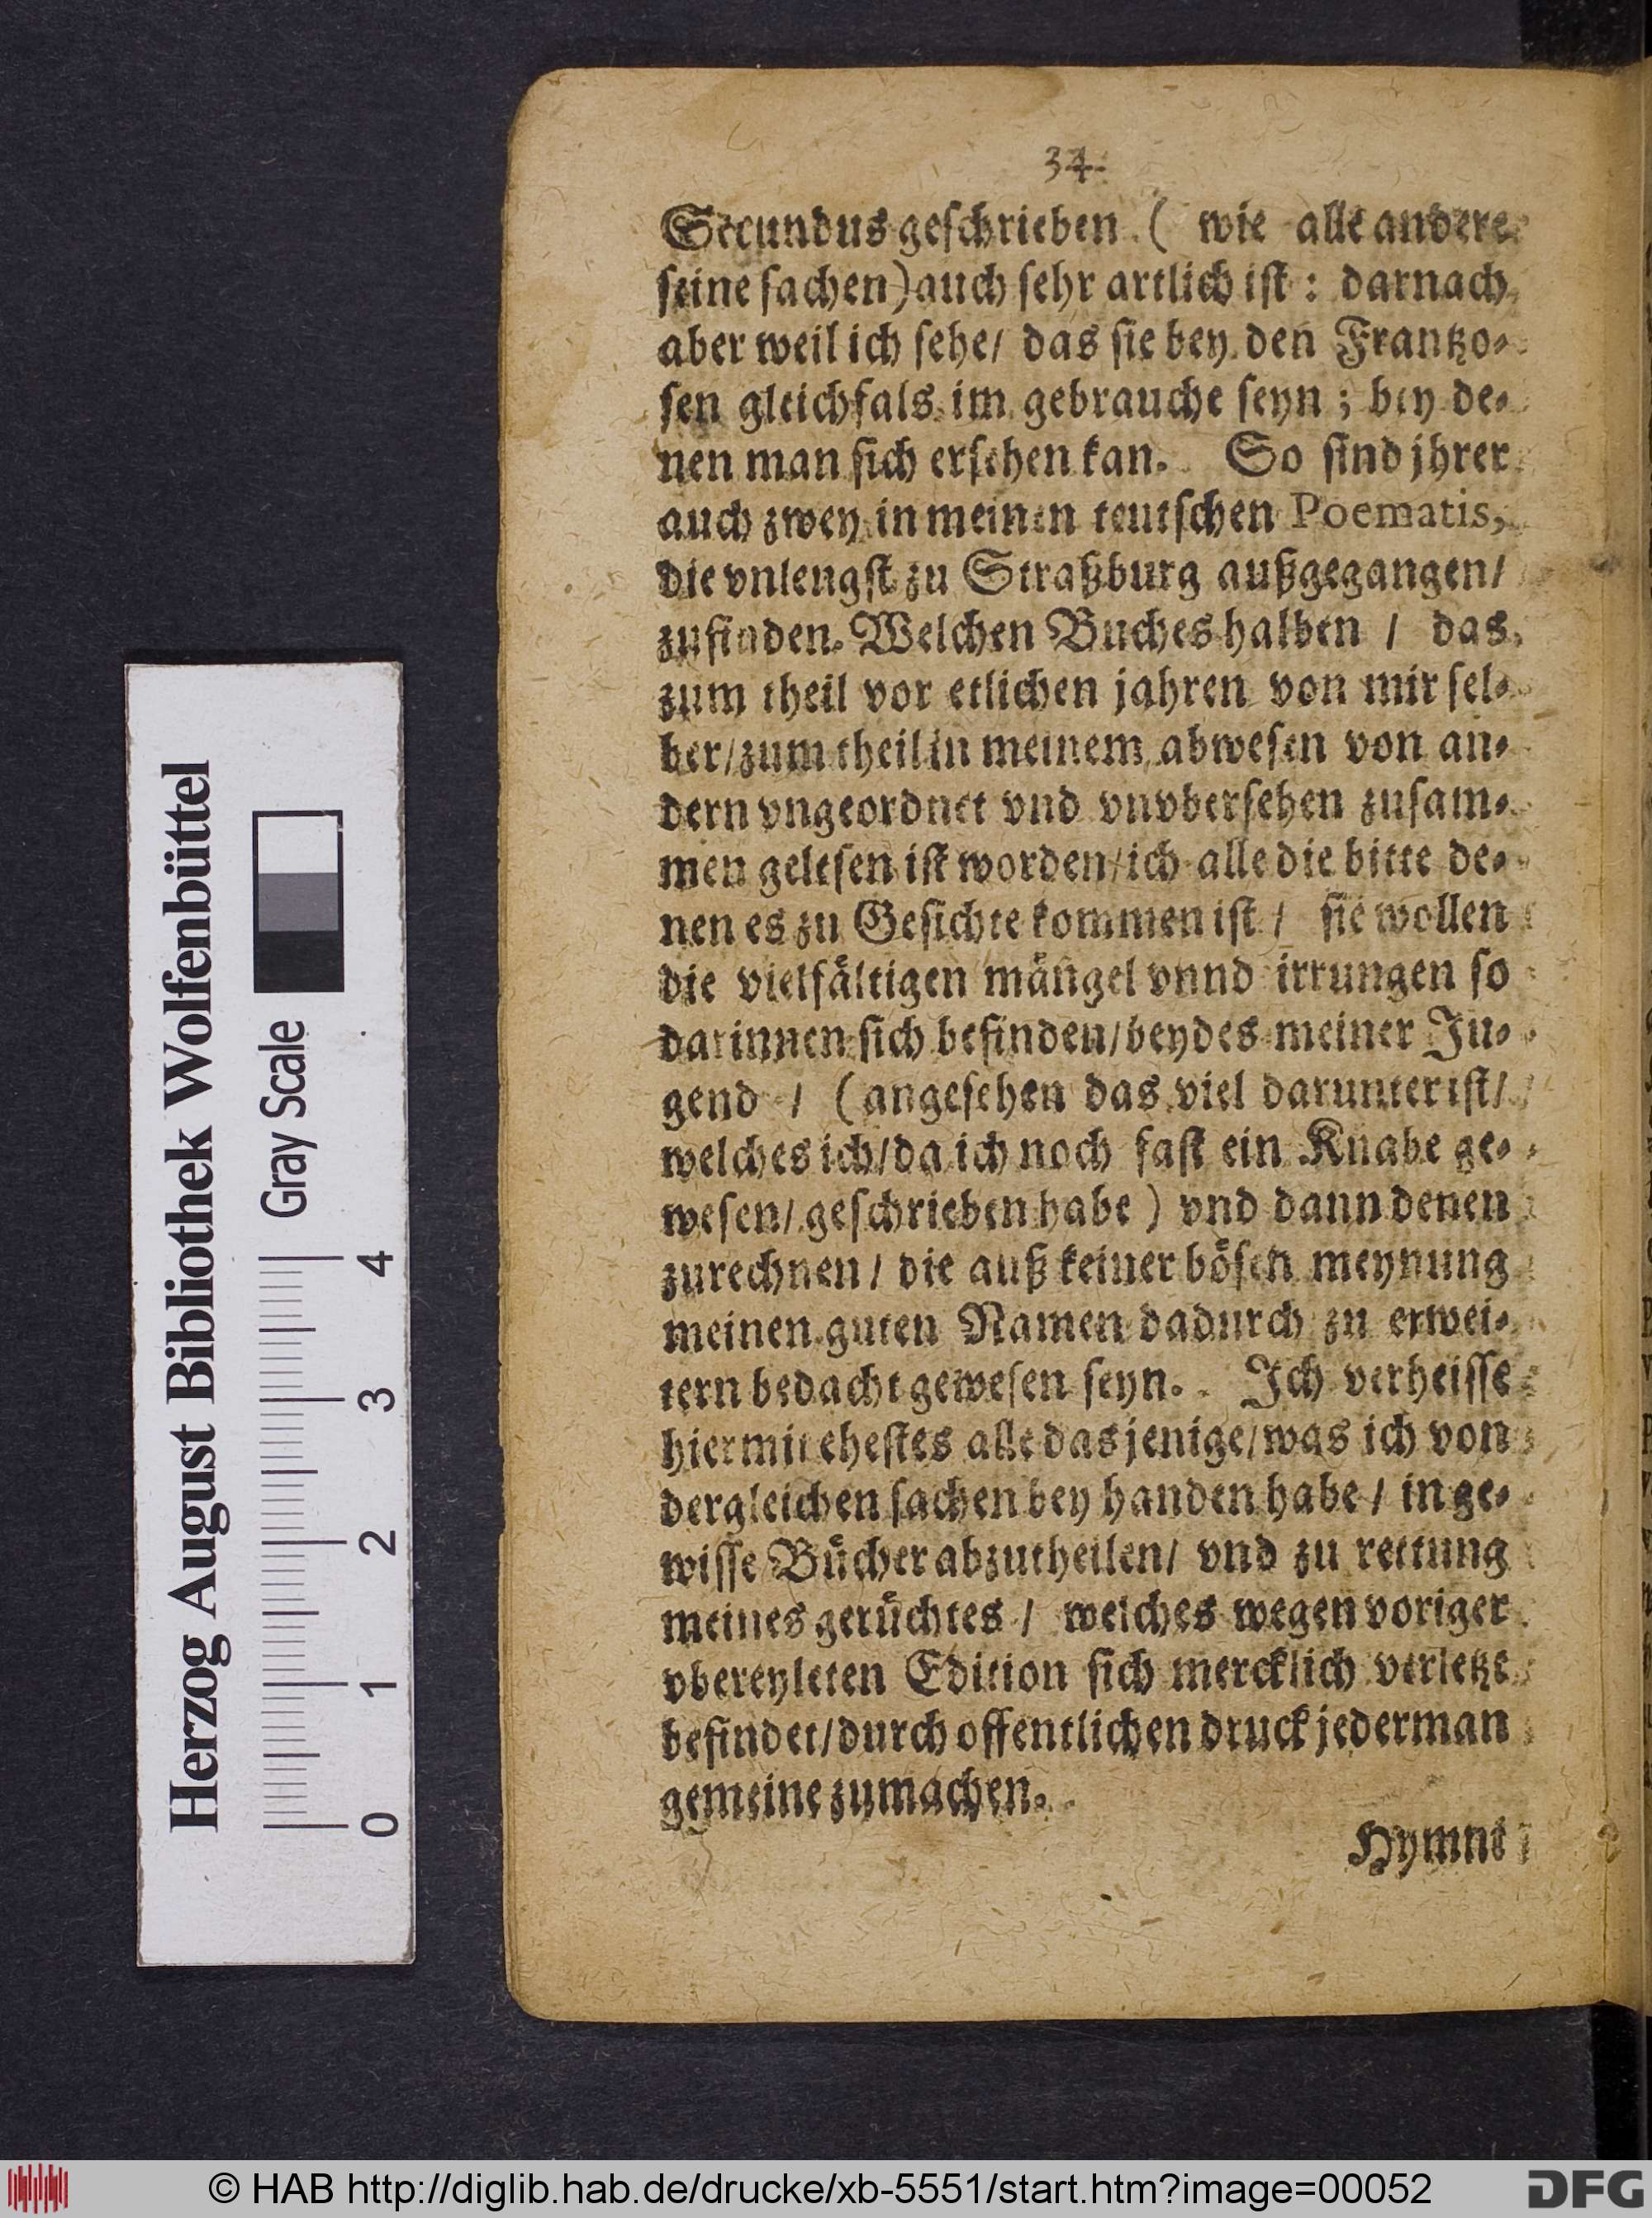 34
Secundus geschrieben ( wie alle andere
seine sachen) auch sehr artlich ist : darnach
aber weil ich sehe/ das sie bey den Frantzo-
sen gleichfals im gebrauche seyn ; bey de-
nen man sich ersehen kan. So sind jhrer
auch zwey in meinen teutschen Poematis,
die vnlengst zu Straßburg außgegangen/
zufinden. Welchen Buches halben / das
zum theil vor etlichen jahren von mir sel-
ber/zum theil in meinem abwesen von an-
dern vngeordnet vnd vnvbersehen zusam-
men gelesen ist worden/ich alle die bitte de-
nen es zu Gesichte kommen ist / sie wollen
die vielfältigen mängel vnnd irrungen so
darinnen sich befinden/beydes meiner Ju-
gend / (angesehen das viel darunter ist/
welches ich/da ich noch fast ein Knabe ge-
wesen/ geschrieben habe ) vnd dann denen
zurechnen / die auß keiner bösen meynung
meinen guten Namen dadurch zu erwei-
tern bedacht gewesen seyn. Ich verheisse
hiermit ehestes alle das jenige/was ich von
dergleichen sachen bey handen habe / in ge-
wisse Bücher abzutheilen/ vnd zu rettung
meines gerüchtes / welches wegen voriger
vbereyleten Edition sich mercklich verletzt
befindet/durch offentlichen druck jederman
gemeine zumachen.
Hymni
Herzog August Bibliothek Wolfenbüttel
Gray Scale
0 1 2 3 4
© HAB http://diglib.hab.de/drucke/xb-5551/start.htm?image=00052
DFG